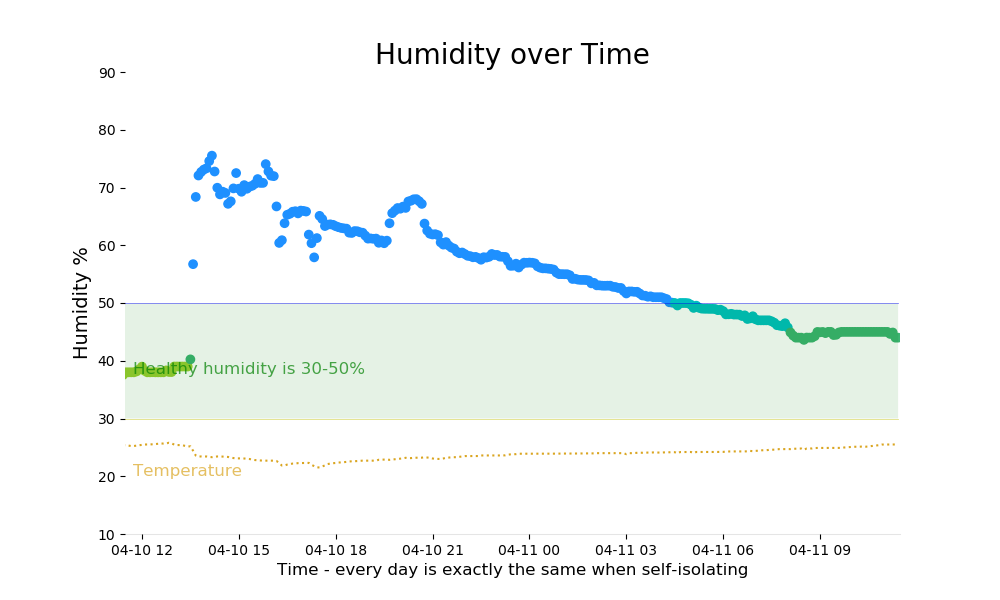 Humidity over Time
90
80
70
60
50
40
30
20
10
Humidity %
Healthy humidity is 30-50%
Temperature
04-10 12 04-10 15 04-10 18 04-10 21 04-11 00 04-11 03 04-11 06 04-11 09
Time - every day is exactly the same when self-isolating